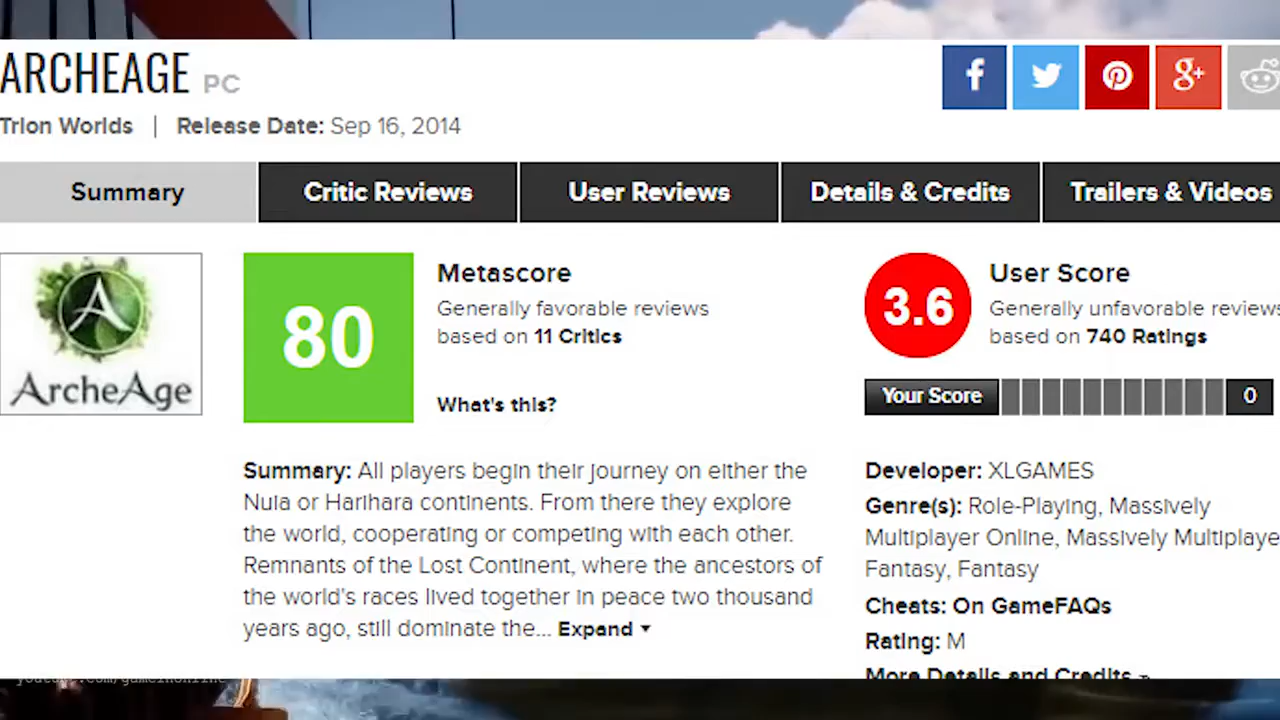 ARCHEAGE PC
Trion Worlds | Release Date: Sep 16, 2014
Summary
Critic Reviews
User Reviews
Details & Credits
Trailers & Videos
ArcheAge
80
Metascore
Generally favorable reviews
based on 11 Critics
What's this?
3.6
User Score
Generally unfavorable reviews
based on 740 Ratings
Your Score
0
Summary: All players begin their journey on either the
Nuia or Harihara continents. From there they explore
the world, cooperating or competing with each other.
Remnants of the Lost Continent, where the ancestors of
the world's races lived together in peace two thousand
years ago, still dominate the... Expand
Developer: XLGAMES
Genre(s): Role-Playing, Massively
Multiplayer Online, Massively Multiplaye
Fantasy, Fantasy
Cheats: On GameFAQs
Rating: M
More Details and Credits